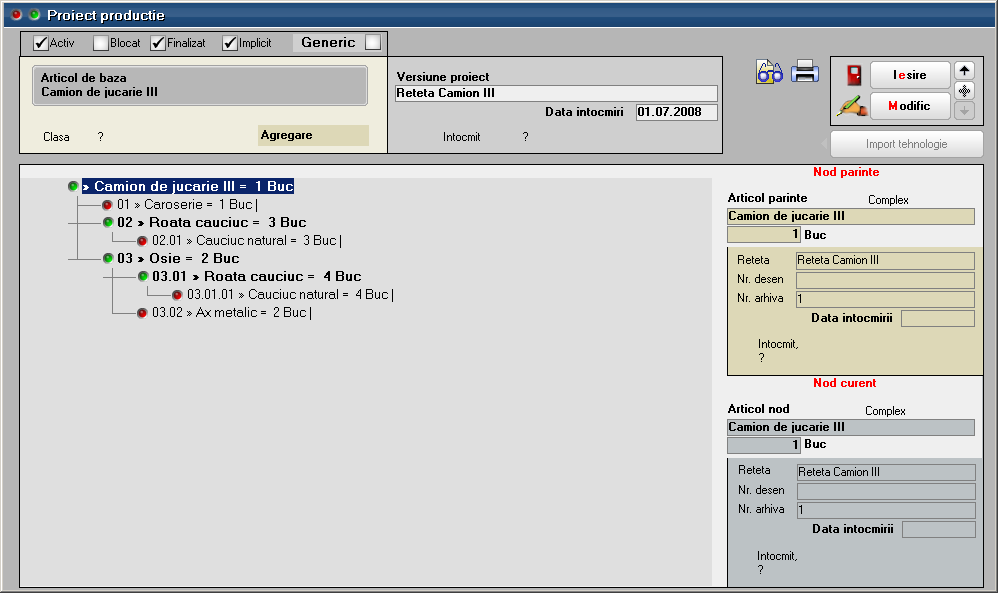 Proiect productie
Activ Blocat Finalizat Implicit Generic
Articol de baza
Camion de jucarie III
Clasa ? Agregare
Versiune proiect
Reteta Camion III
Data intocmiri 01.07.2008
Intocmit ?
Iesire
Modific
Import tehnologie
» Camion de jucarie III = 1 Buc
01 » Caroserie = 1 Buc |
02 » Roata cauciuc = 3 Buc
02.01 » Cauciuc natural = 3 Buc |
03 » Osie = 2 Buc
03.01 » Roata cauciuc = 4 Buc
03.01.01 » Cauciuc natural = 4 Buc |
03.02 » Ax metalic = 2 Buc |
Nod parinte
Articol parinte Complex
Camion de jucarie III
1 Buc
Reteta Reteta Camion III
Nr. desen
Nr. arhiva 1
Data intocmirii
Intocmit,
?
Nod curent
Articol nod Complex
Camion de jucarie III
1 Buc
Reteta Reteta Camion III
Nr. desen
Nr. arhiva 1
Data intocmirii
Intocmit,
?